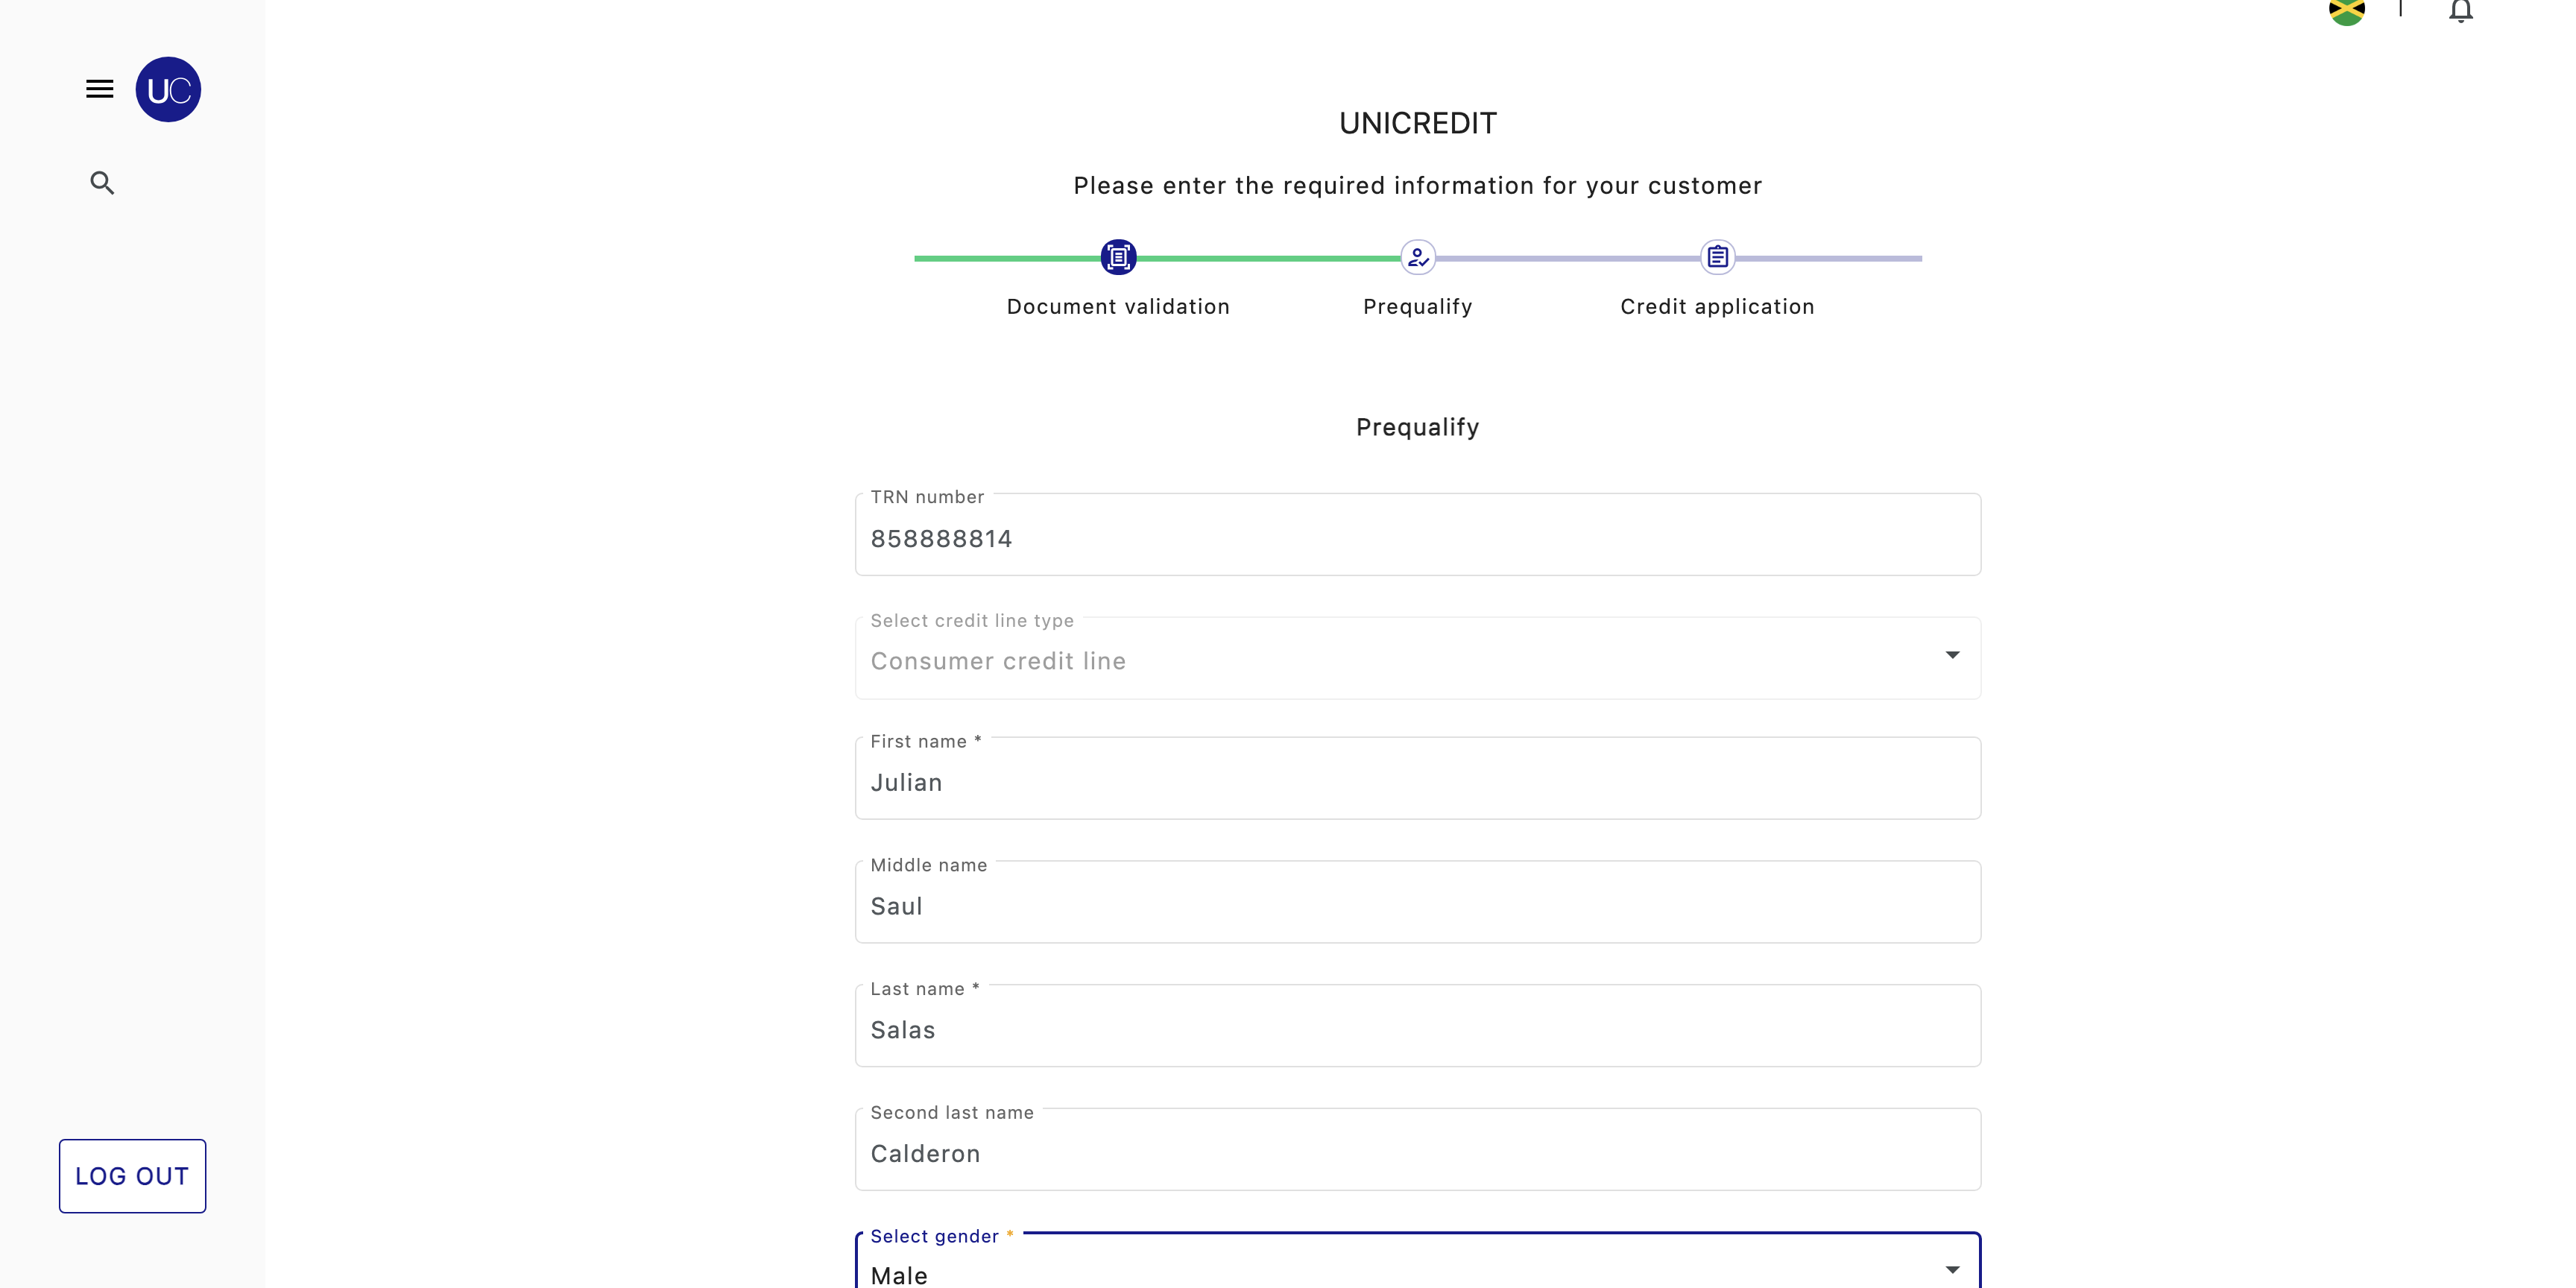 UC
UNICREDIT
Please enter the required information for your customer
Document validation
Prequalify
Credit application
Prequalify
TRN number
858888814
Select credit line type
Consumer credit line
First name *
Julian
Middle name
Saul
Last name *
Salas
Second last name
Calderon
LOG OUT
Select gender *
Male